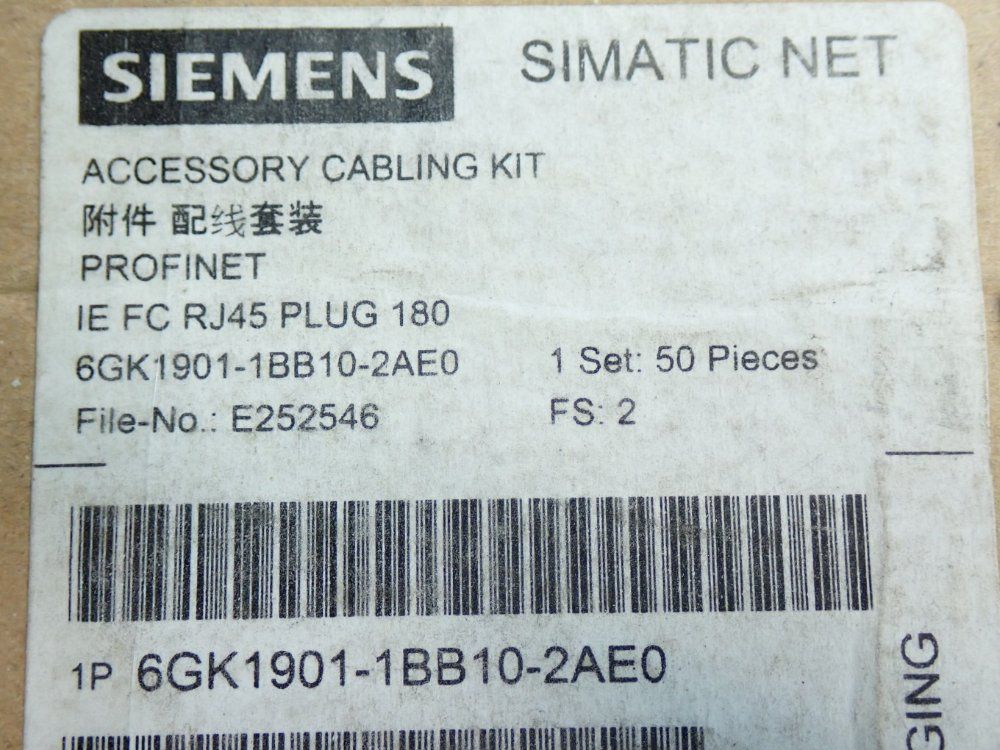 SIEMENS SIMATIC NET
ACCESSORY CABLING KIT
附件 配线套装
PROFINET
IE FC RJ45 PLUG 180
6GK1901-1BB10-2AE0 1 Set: 50 Pieces
File-No.: E252546 FS: 2
1P 6GK1901-1BB10-2AE0
GING